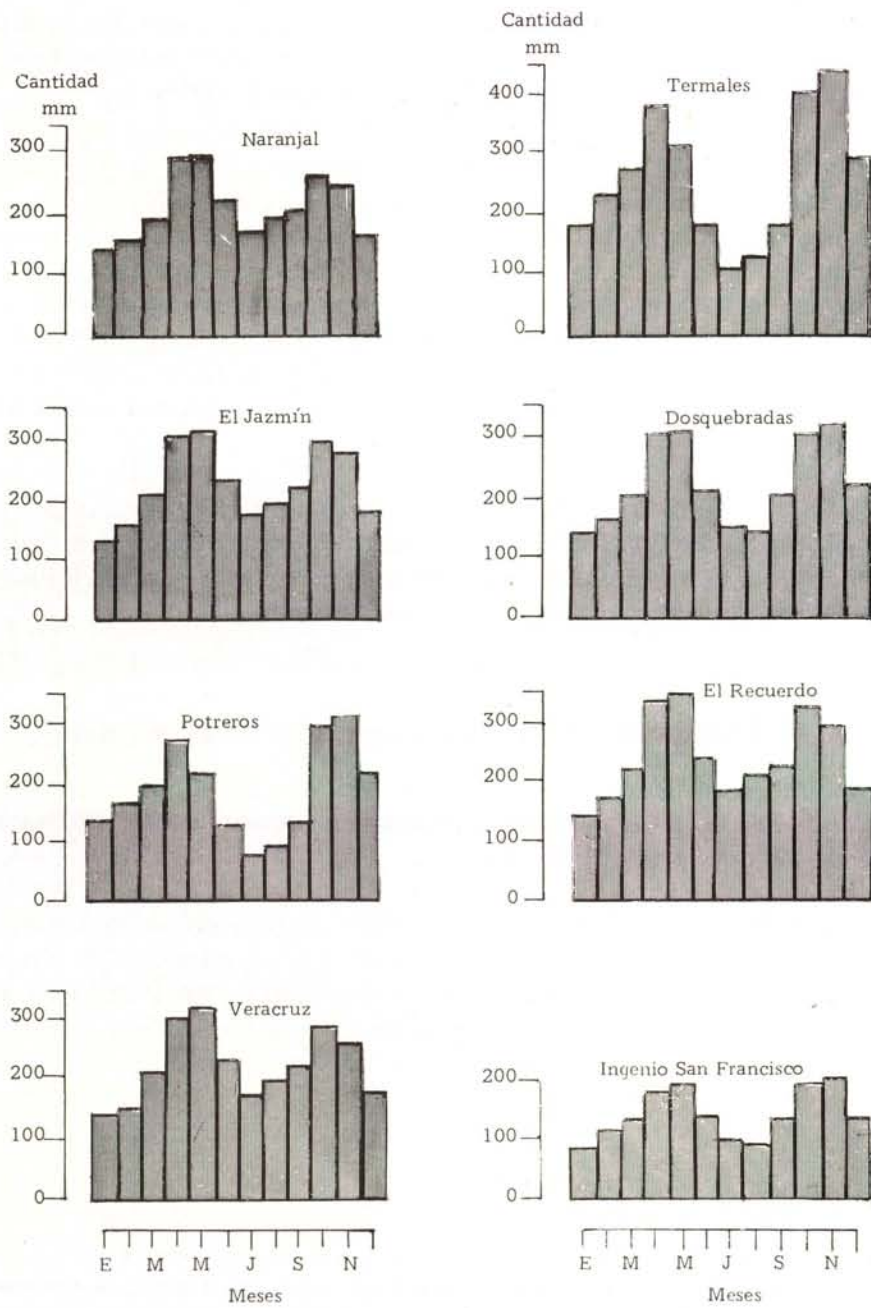 Cantidad
mm
300
200
100
0
Naranjal
Cantidad
mm
400
300
200
100
0
Termales
300
200
100
0
El Jazmín
300
200
100
0
Dosquebradas
300
200
100
0
Potreros
300
200
100
0
El Recuerdo
300
200
100
0
Veracruz
200
100
0
Ingenio San Francisco
E M M J S N
Meses
E M M J S N
Meses